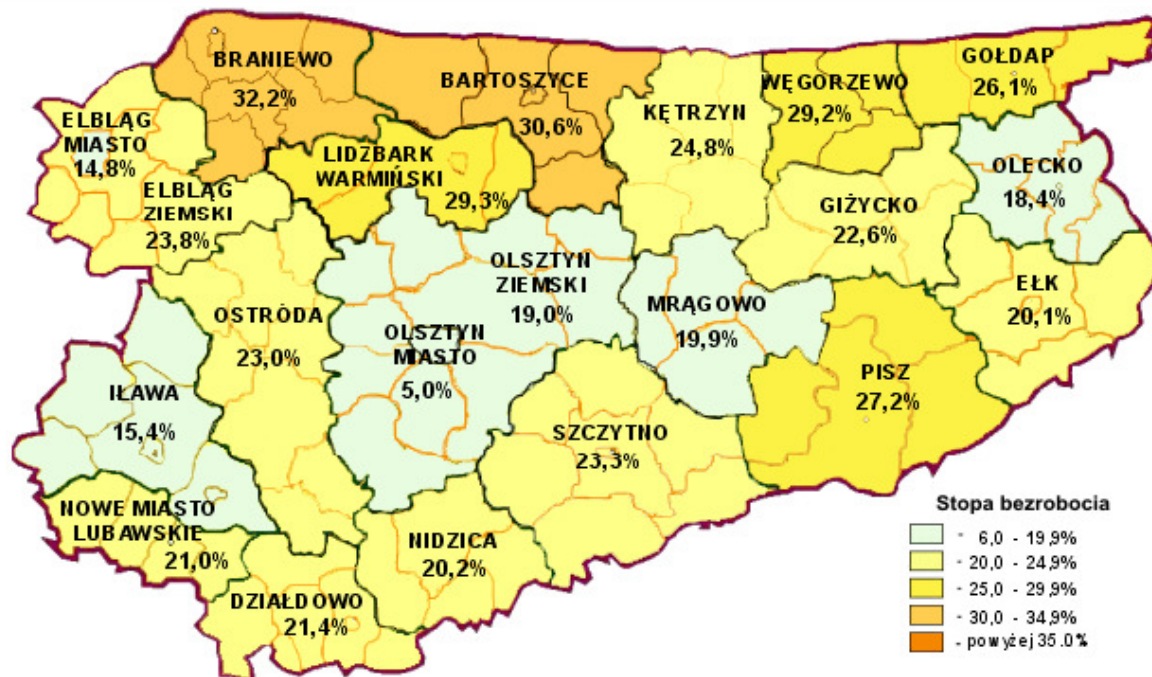 BRANIEWO
32,2%
BARTOSZYCE
30,6%
KĘTRZYN
24,8%
WĘGORZEWO
29,2%
GOŁDAP
26,1%
ELBLĄG
MIASTO
14,8%
ELBLĄG
ZIEMSKI
23,8%
LIDZBARK
WARMIŃSKI
29,3%
GIŻYCKO
22,6%
OLECKO
18,4%
OSTRÓDA
23,0%
OLSZTYN
ZIEMSKI
19,0%
OLSZTYN
MIASTO
5,0%
MRĄGOWO
19,9%
EŁK
20,1%
IŁAWA
15,4%
PISZ
27,2%
SZCZYTNO
23,3%
NOWE MIASTO
LUBAWSKIE
21,0%
NIDZICA
20,2%
DZIAŁDOWO
21,4%
Stopa bezrobocia
- 6,0 - 19,9%
- 20,0 - 24,9%
- 25,0 - 29,9%
- 30,0 - 34,9%
- powyżej 35.0%